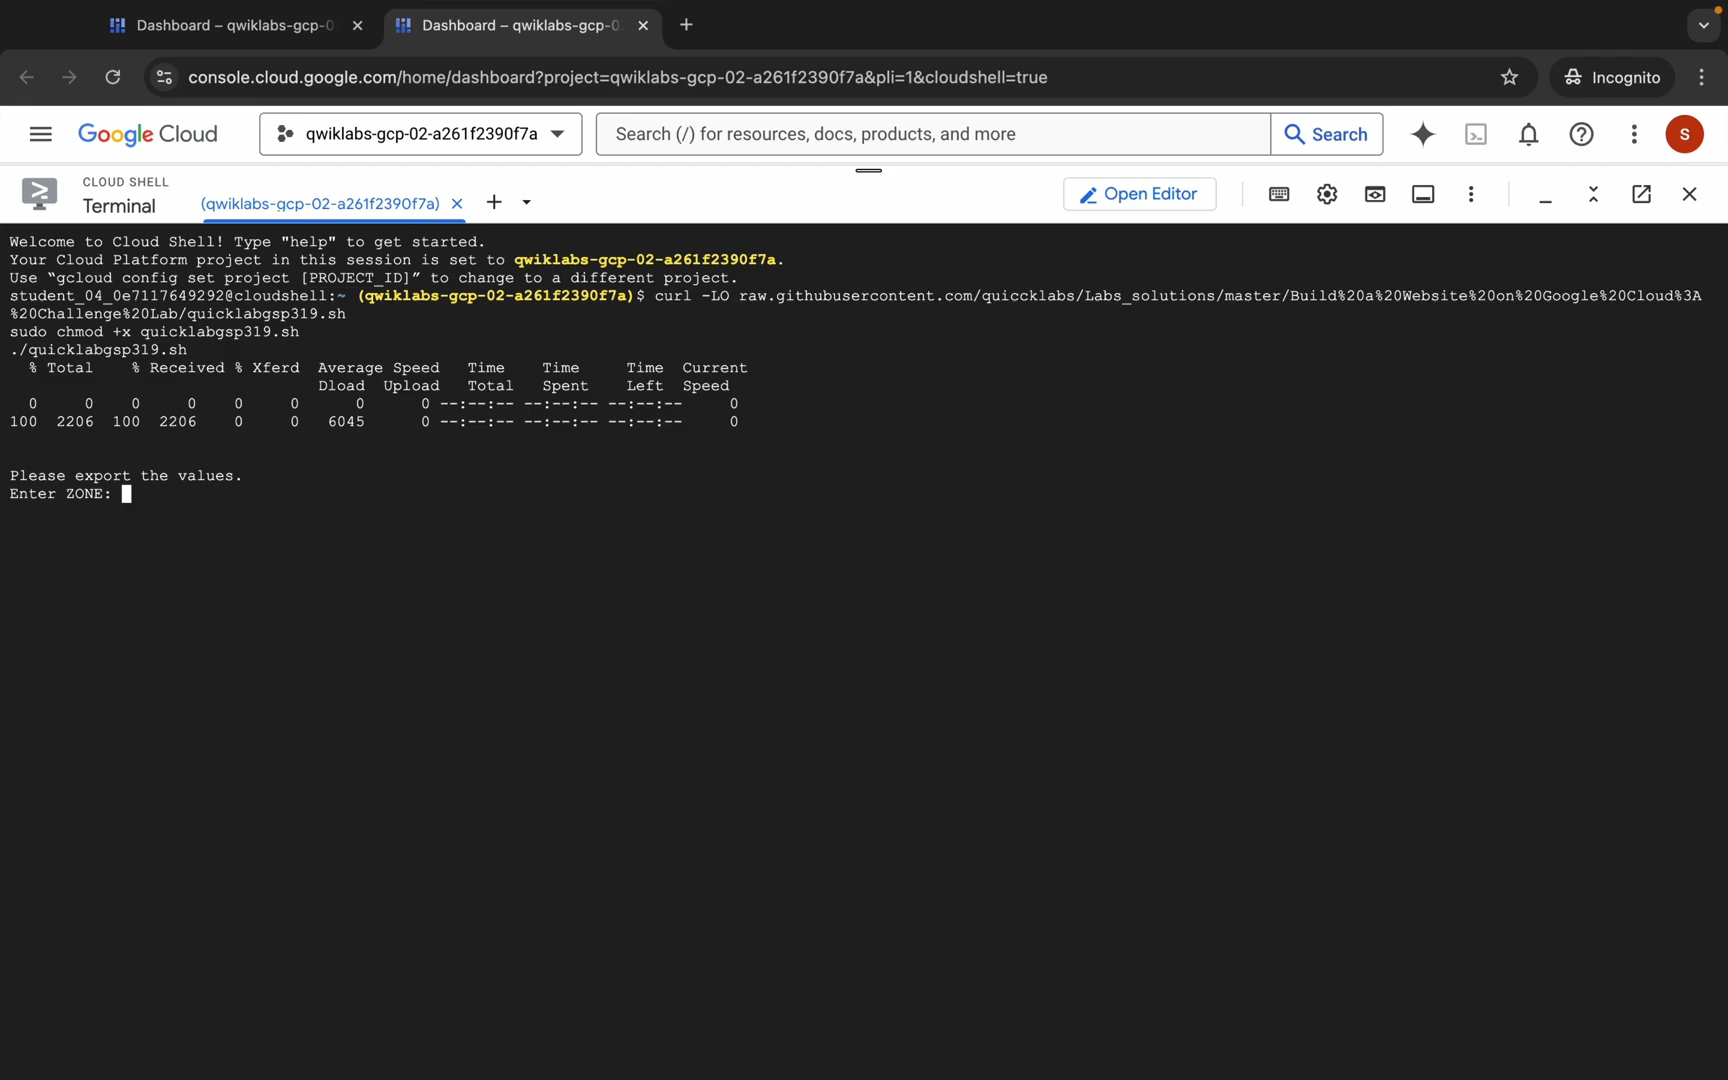 Dashboard – qwiklabs-gcp-0
Dashboard – qwiklabs-gcp-0
console.cloud.google.com/home/dashboard?project=qwiklabs-gcp-02-a261f2390f7a&pli=1&cloudshell=true
Incognito
Google Cloud
qwiklabs-gcp-02-a261f2390f7a
Search (/) for resources, docs, products, and more
Search
S
CLOUD SHELL
Terminal
(qwiklabs-gcp-02-a261f2390f7a)
Open Editor
Welcome to Cloud Shell! Type "help" to get started.
Your Cloud Platform project in this session is set to qwiklabs-gcp-02-a261f2390f7a.
Use “gcloud config set project [PROJECT_ID]” to change to a different project.
student_04_0e7117649292@cloudshell:~ (qwiklabs-gcp-02-a261f2390f7a)$ curl -LO raw.githubusercontent.com/quiccklabs/Labs_solutions/master/Build%20a%20Website%20on%20Google%20Cloud%3A
%20Challenge%20Lab/quicklabgsp319.sh
sudo chmod +x quicklabgsp319.sh
./quicklabgsp319.sh
% Total % Received % Xferd Average Speed Time Time Time Current
Dload Upload Total Spent Left Speed
0 0 0 0 0 0 0 0 --:--:-- --:--:-- --:--:-- 0
100 2206 100 2206 0 0 6045 0 --:--:-- --:--:-- --:--:-- 0
Please export the values.
Enter ZONE: